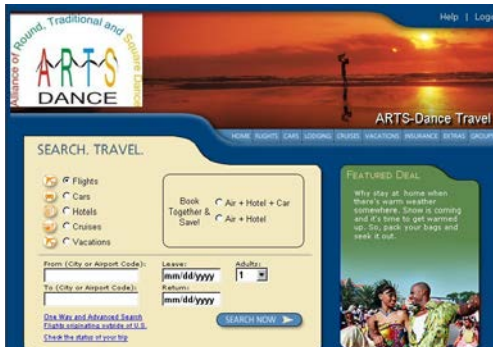 Help | Login
Alliance of Round, Traditional and Square Dance
ARTS
DANCE
ARTS-Dance Travel
HOME FLIGHTS CARS LODGING CRUISES VACATIONS INSURANCE EXTRAS GROUPS
SEARCH. TRAVEL.
Flights
Cars
Hotels
Cruises
Vacations
Book
Together &
Save!
Air + Hotel + Car
Air + Hotel
From (City or Airport Code):
Leave:
Adults:
mm/dd/yyyy
1
To (City or Airport Code):
Return:
mm/dd/yyyy
One Way and Advanced Search
Flights originating outside of U.S.
Check the status of your trip
SEARCH NOW
FEATURED DEAL
Why stay at home when
there's warm weather
somewhere. Snow is coming
and it's time to get warmed
up. So, pack your bags and
seek it out.